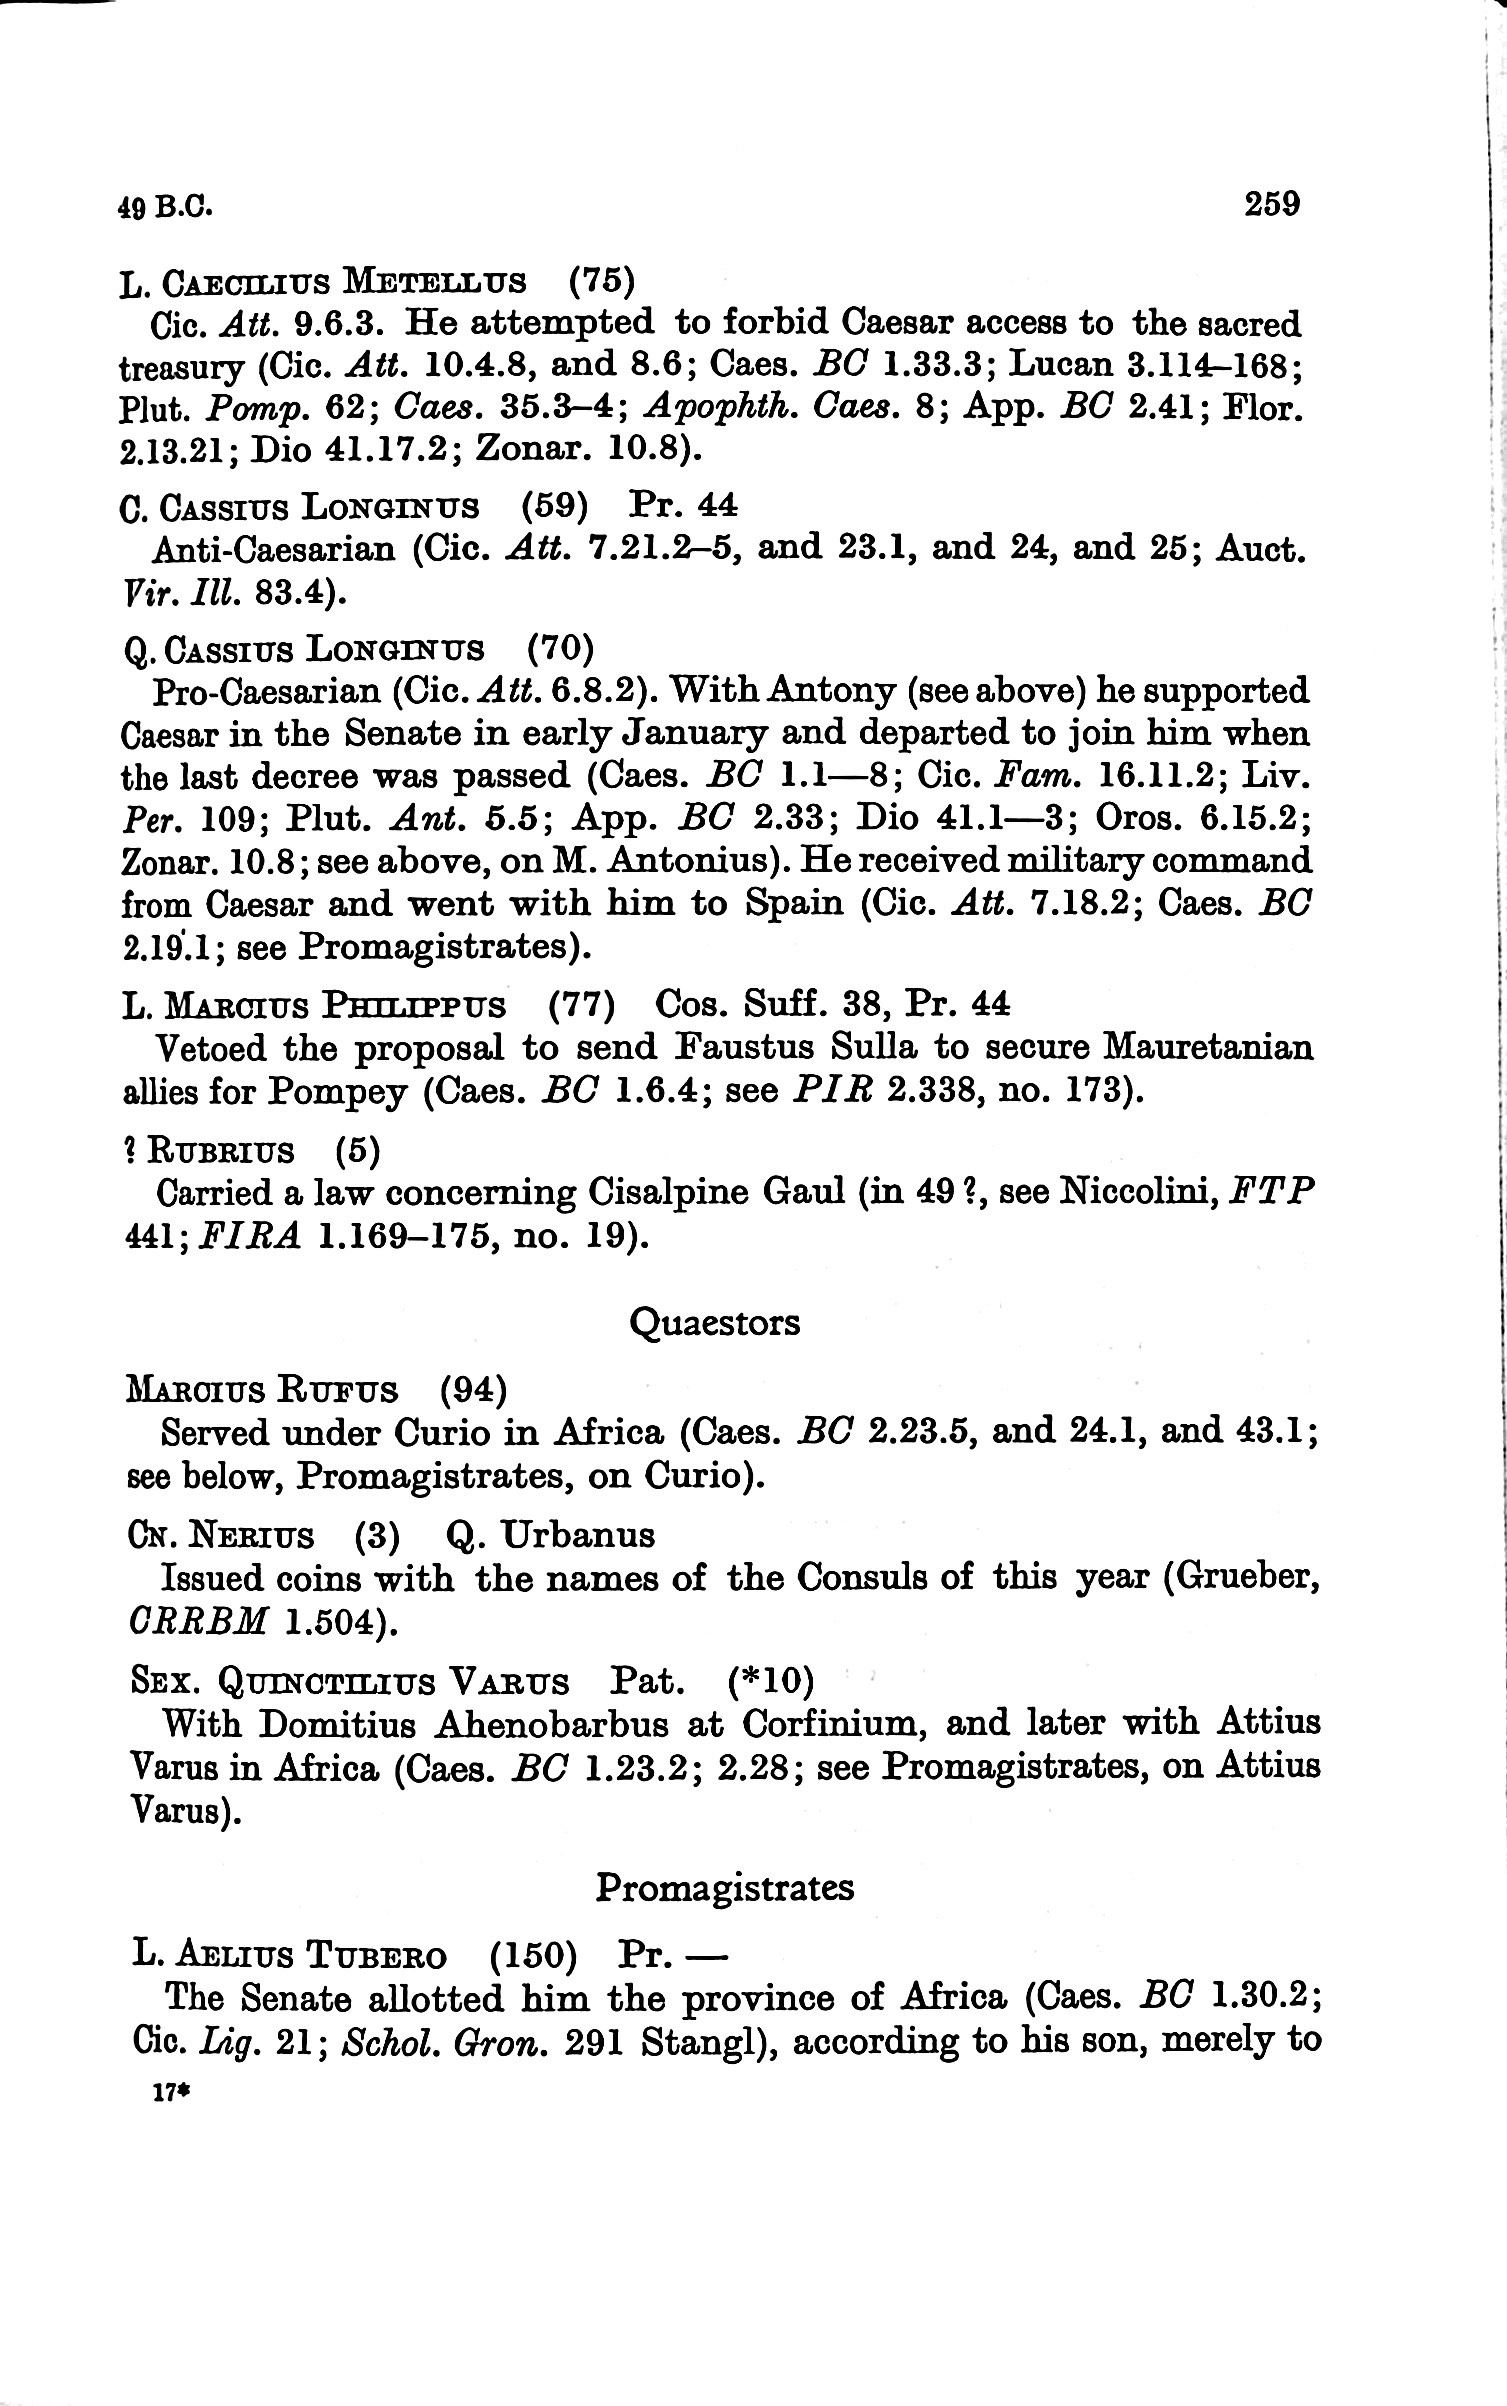 49 B.C. 259
L. CAECILIUS METELLUS (75)
Cic. Att. 9.6.3. He attempted to forbid Caesar access to the sacred
treasury (Cic. Att. 10.4.8, and 8.6; Caes. BC 1.33.3; Lucan 3.114–168;
Plut. Pomp. 62; Caes. 35.3–4; Apophth. Caes. 8; App. BC 2.41; Flor.
2.13.21; Dio 41.17.2; Zonar. 10.8).
C. CASSIUS LONGINUS (59) Pr. 44
Anti-Caesarian (Cic. Att. 7.21.2–5, and 23.1, and 24, and 25; Auct.
Vir. Ill. 83.4).
Q. CASSIUS LONGINUS (70)
Pro-Caesarian (Cic. Att. 6.8.2). With Antony (see above) he supported
Caesar in the Senate in early January and departed to join him when
the last decree was passed (Caes. BC 1.1—8; Cic. Fam. 16.11.2; Liv.
Per. 109; Plut. Ant. 5.5; App. BC 2.33; Dio 41.1—3; Oros. 6.15.2;
Zonar. 10.8; see above, on M. Antonius). He received military command
from Caesar and went with him to Spain (Cic. Att. 7.18.2; Caes. BC
2.19.1; see Promagistrates).
L. MARCIUS PHILIPPUS (77) Cos. Suff. 38, Pr. 44
Vetoed the proposal to send Faustus Sulla to secure Mauretanian
allies for Pompey (Caes. BC 1.6.4; see PIR 2.338, no. 173).
? RUBRIUS (5)
Carried a law concerning Cisalpine Gaul (in 49 ?, see Niccolini, FTP
441; FIRA 1.169–175, no. 19).
Quaestors
MARCIUS RUFUS (94)
Served under Curio in Africa (Caes. BC 2.23.5, and 24.1, and 43.1;
see below, Promagistrates, on Curio).
CN. NERIUS (3) Q. Urbanus
Issued coins with the names of the Consuls of this year (Grueber,
CRRBM 1.504).
SEX. QUINCTILIUS VARUS Pat. (*10)
With Domitius Ahenobarbus at Corfinium, and later with Attius
Varus in Africa (Caes. BC 1.23.2; 2.28; see Promagistrates, on Attius
Varus).
Promagistrates
L. AELIUS TUBERO (150) Pr. —
The Senate allotted him the province of Africa (Caes. BC 1.30.2;
Cic. Lig. 21; Schol. Gron. 291 Stangl), according to his son, merely to
17*